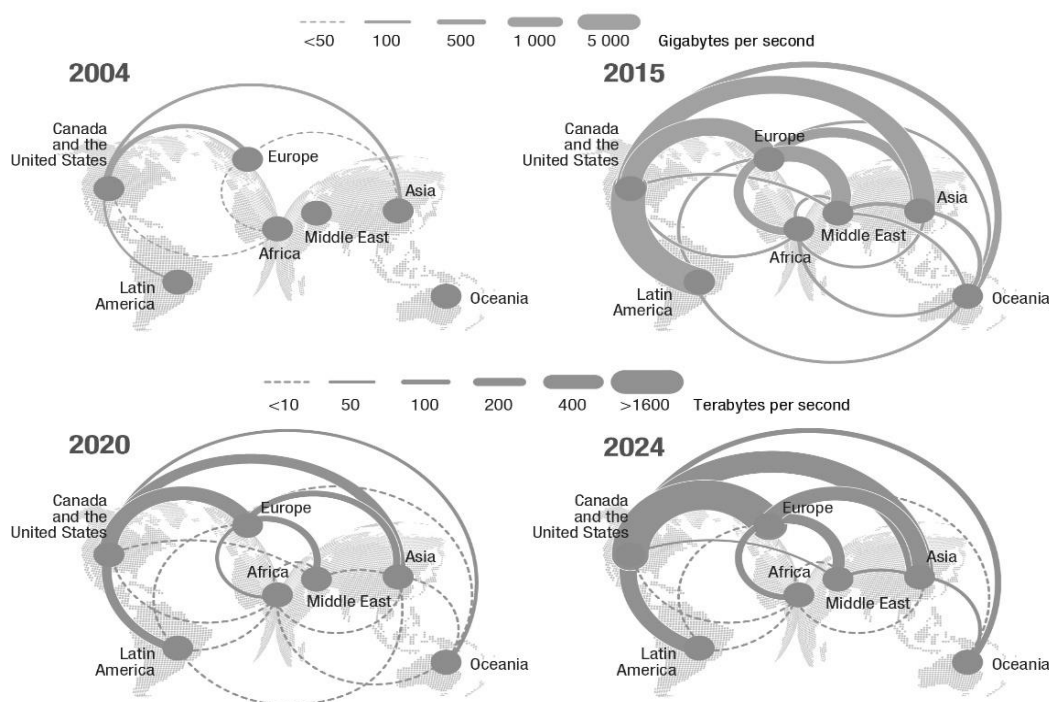 <50 100 500 1 000 5 000 Gigabytes per second
2004
Canada
and the
United States
Europe
Asia
Middle East
Africa
Latin
America
Oceania
2015
Canada
and the
United States
Europe
Asia
Middle East
Africa
Latin
America
Oceania
<10 50 100 200 400 >1600 Terabytes per second
2020
Canada
and the
United States
Europe
Africa
Asia
Middle East
Latin
America
Oceania
2024
Canada
and the
United States
Europe
Africa
Asia
Middle East
Latin
America
Oceania